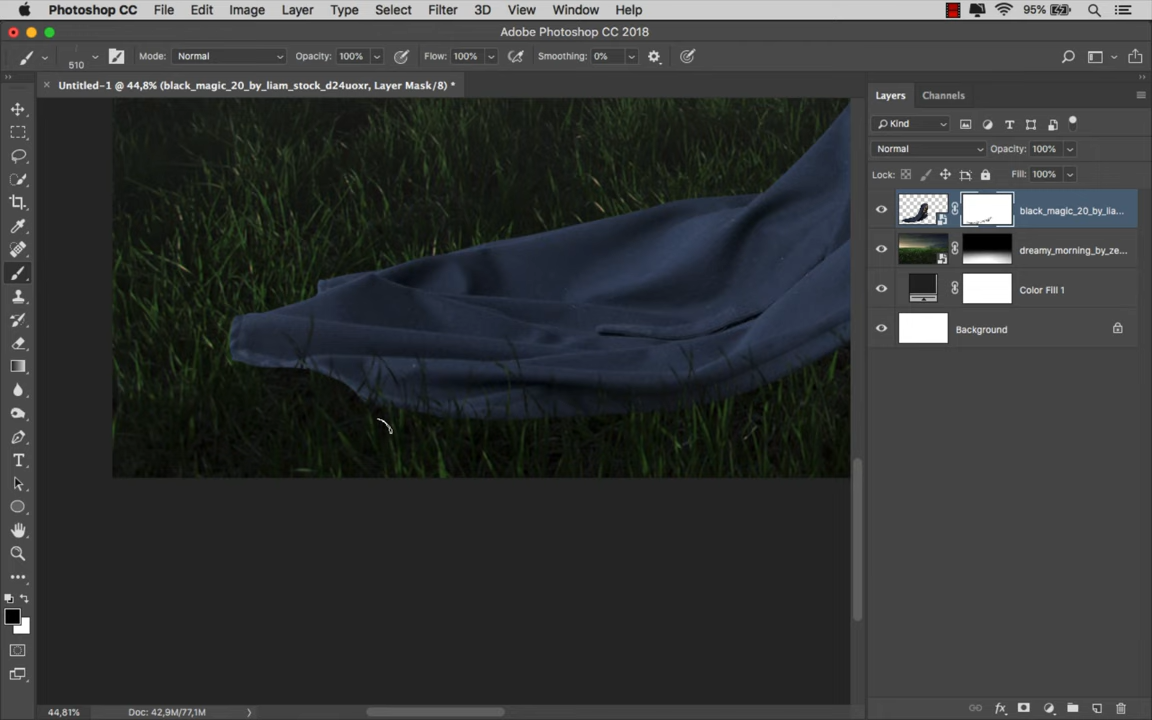 Photoshop CC File Edit Image Layer Type Select Filter 3D View Window Help 95%
Adobe Photoshop CC 2018
510 Mode: Normal Opacity: 100% Flow: 100% Smoothing: 0%
Untitled-1 @ 44,8% (black_magic_20_by_liam_stock_d24uoxr, Layer Mask/8) *
Layers Channels
Kind
Normal Opacity: 100%
Lock: Fill: 100%
black_magic_20_by_lia...
dreamy_morning_by_ze...
Color Fill 1
Background
44,81% Doc: 42,9M/77,1M